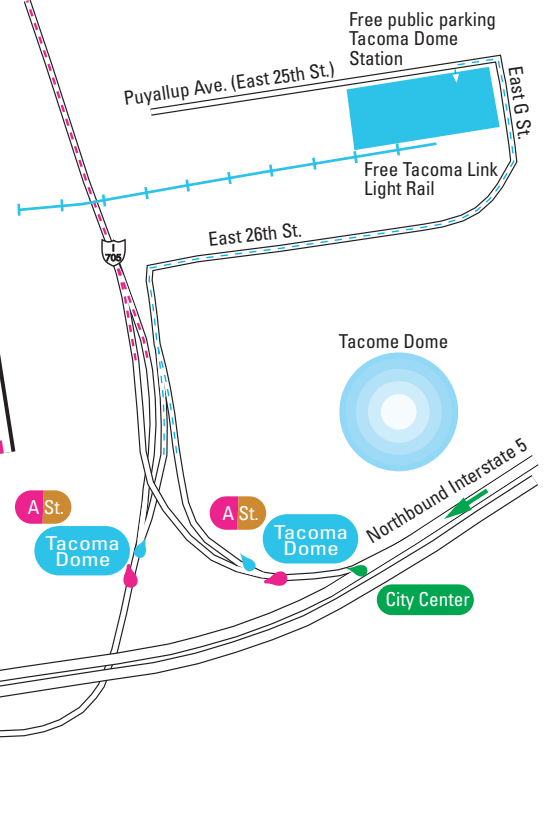 Free public parking
Tacoma Dome
Station
Puyallup Ave. (East 25th St.)
East G St.
Free Tacoma Link
Light Rail
East 26th St.
I
705
Tacome Dome
Northbound Interstate 5
A St.
Tacoma
Dome
A St.
Tacoma
Dome
City Center